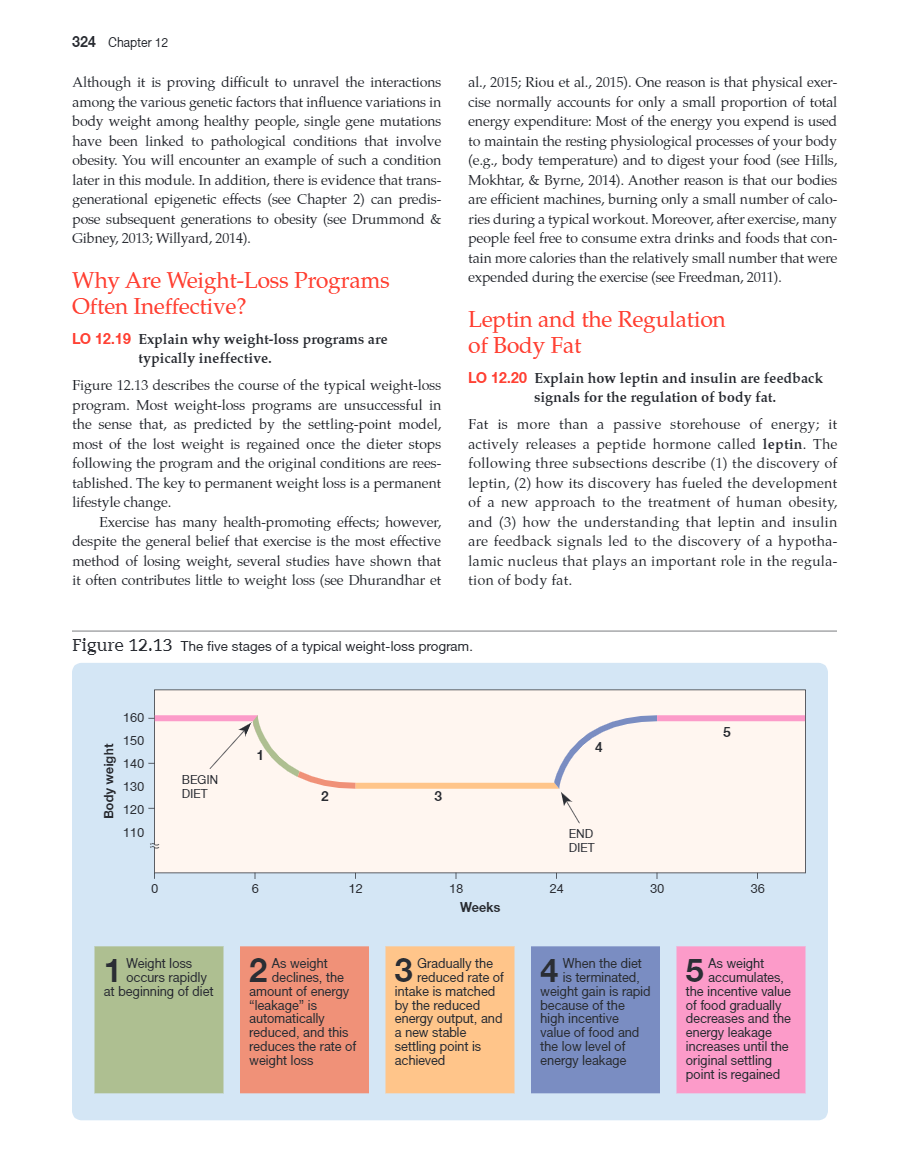 324 Chapter 12
Although it is proving difficult to unravel the interactions
among the various genetic factors that influence variations in
body weight among healthy people, single gene mutations
have been linked to pathological conditions that involve
obesity. You will encounter an example of such a condition
later in this module. In addition, there is evidence that trans-
generational epigenetic effects (see Chapter 2) can predis-
pose subsequent generations to obesity (see Drummond &
Gibney, 2013; Willyard, 2014).
Why Are Weight-Loss Programs
Often Ineffective?
LO 12.19 Explain why weight-loss programs are
typically ineffective.
Figure 12.13 describes the course of the typical weight-loss
program. Most weight-loss programs are unsuccessful in
the sense that, as predicted by the settling-point model,
most of the lost weight is regained once the dieter stops
following the program and the original conditions are rees-
tablished. The key to permanent weight loss is a permanent
lifestyle change.
Exercise has many health-promoting effects; however,
despite the general belief that exercise is the most effective
method of losing weight, several studies have shown that
it often contributes little to weight loss (see Dhurandhar et
al., 2015; Riou et al., 2015). One reason is that physical exer-
cise normally accounts for only a small proportion of total
energy expenditure: Most of the energy you expend is used
to maintain the resting physiological processes of your body
(e.g., body temperature) and to digest your food (see Hills,
Mokhtar, & Byrne, 2014). Another reason is that our bodies
are efficient machines, burning only a small number of calo-
ries during a typical workout. Moreover, after exercise, many
people feel free to consume extra drinks and foods that con-
tain more calories than the relatively small number that were
expended during the exercise (see Freedman, 2011).
Leptin and the Regulation
of Body Fat
LO 12.20 Explain how leptin and insulin are feedback
signals for the regulation of body fat.
Fat is more than a passive storehouse of energy; it
actively releases a peptide hormone called leptin. The
following three subsections describe (1) the discovery of
leptin, (2) how its discovery has fueled the development
of a new approach to the treatment of human obesity,
and (3) how the understanding that leptin and insulin
are feedback signals led to the discovery of a hypotha-
lamic nucleus that plays an important role in the regula-
tion of body fat.
Figure 12.13 The five stages of a typical weight-loss program.
Body weight
160
150
140
130
120
110
BEGIN
DIET
1
2
3
4
5
END
DIET
0 6 12 18 24 30 36
Weeks
1 Weight loss
occurs rapidly
at beginning of diet
2 As weight
declines, the
amount of energy
“leakage” is
automatically
reduced, and this
reduces the rate of
weight loss
3 Gradually the
reduced rate of
intake is matched
by the reduced
energy output, and
a new stable
settling point is
achieved
4 When the diet
is terminated,
weight gain is rapid
because of the
high incentive
value of food and
the low level of
energy leakage
5 As weight
accumulates,
the incentive value
of food gradually
decreases and the
energy leakage
increases until the
original settling
point is regained